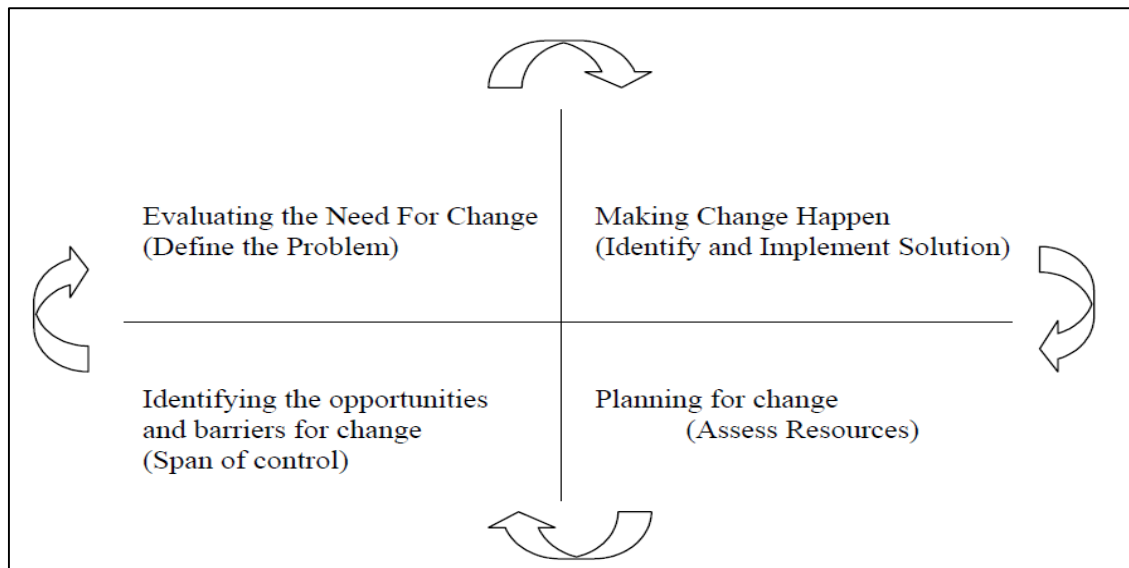 Evaluating the Need For Change
(Define the Problem)
Making Change Happen
(Identify and Implement Solution)
Identifying the opportunities
and barriers for change
(Span of control)
Planning for change
(Assess Resources)